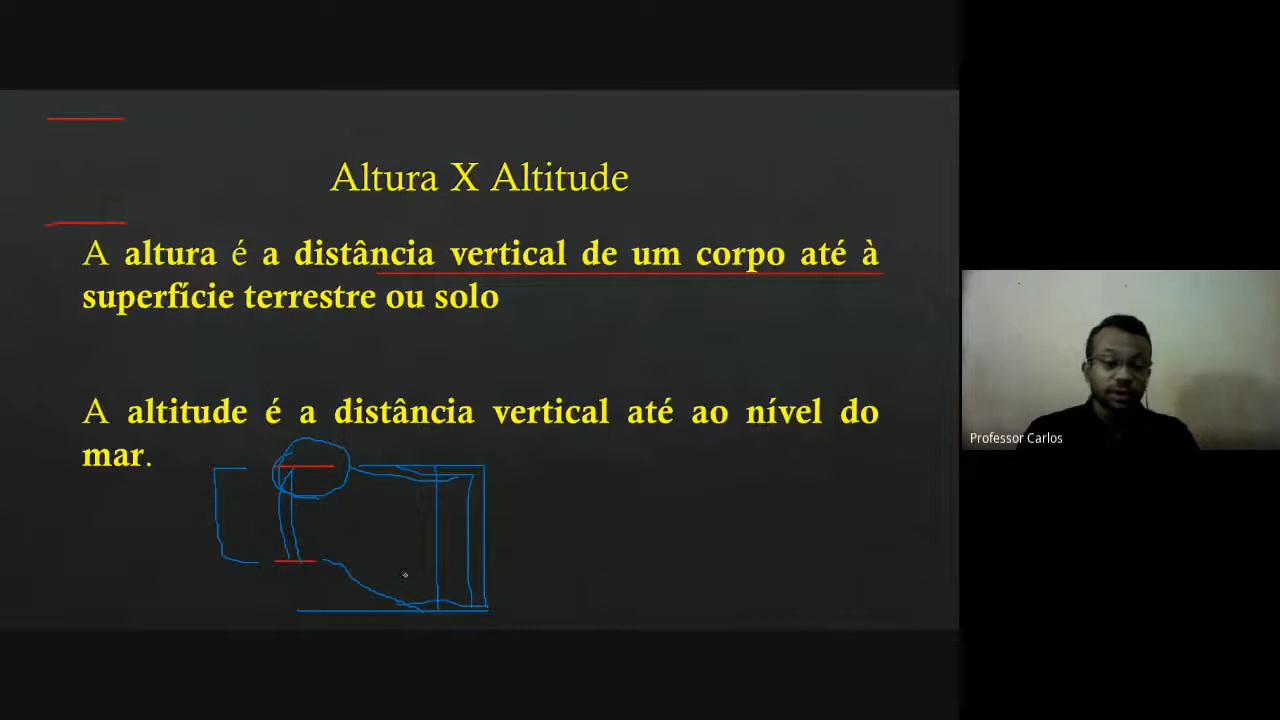 Altura X Altitude
A altura é a distância vertical de um corpo até à
superfície terrestre ou solo
A altitude é a distância vertical até ao nível do
mar.
Professor Carlos